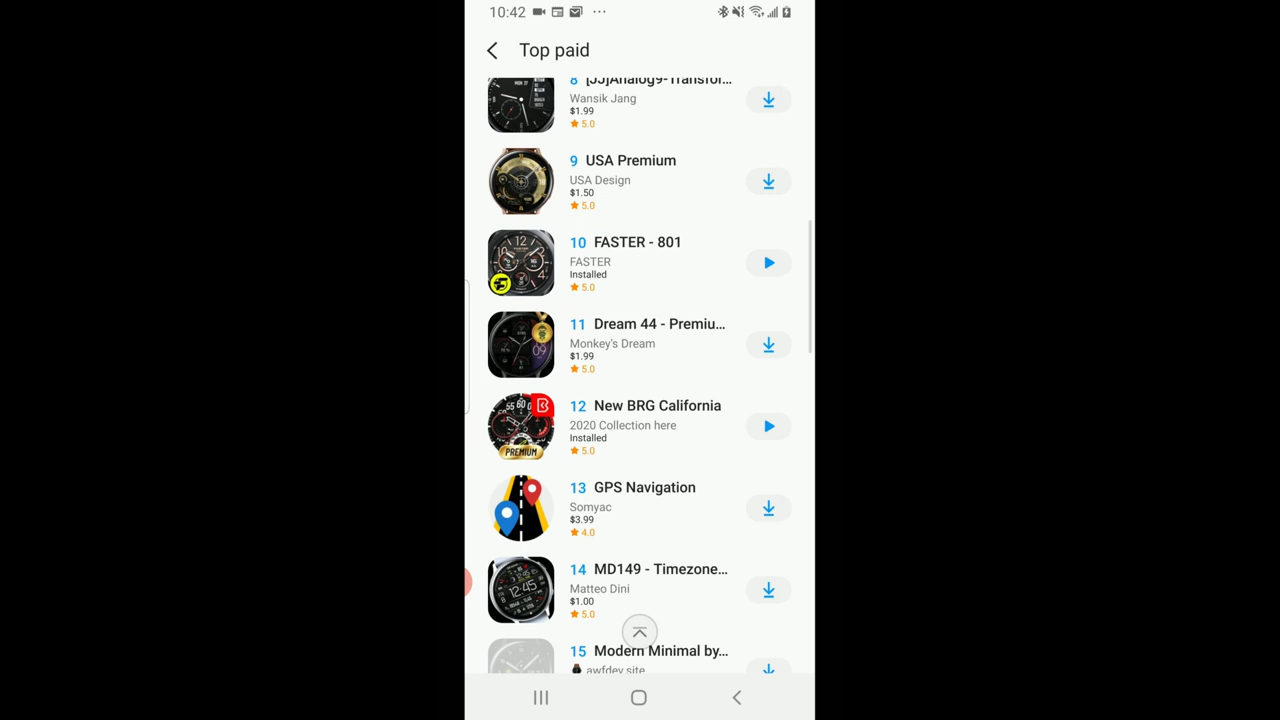 10:42 ...
Top paid
8 [JJ]Analog9-Transfor...
Wansik Jang
$1.99
5.0
9 USA Premium
USA Design
$1.50
5.0
10 FASTER - 801
FASTER
Installed
5.0
11 Dream 44 - Premiu...
Monkey's Dream
$1.99
5.0
12 New BRG California
2020 Collection here
Installed
5.0
PREMIUM
13 GPS Navigation
Somyac
$3.99
4.0
14 MD149 - Timezone...
Matteo Dini
$1.00
5.0
12:45
15 Modern Minimal by...
awfdev.site